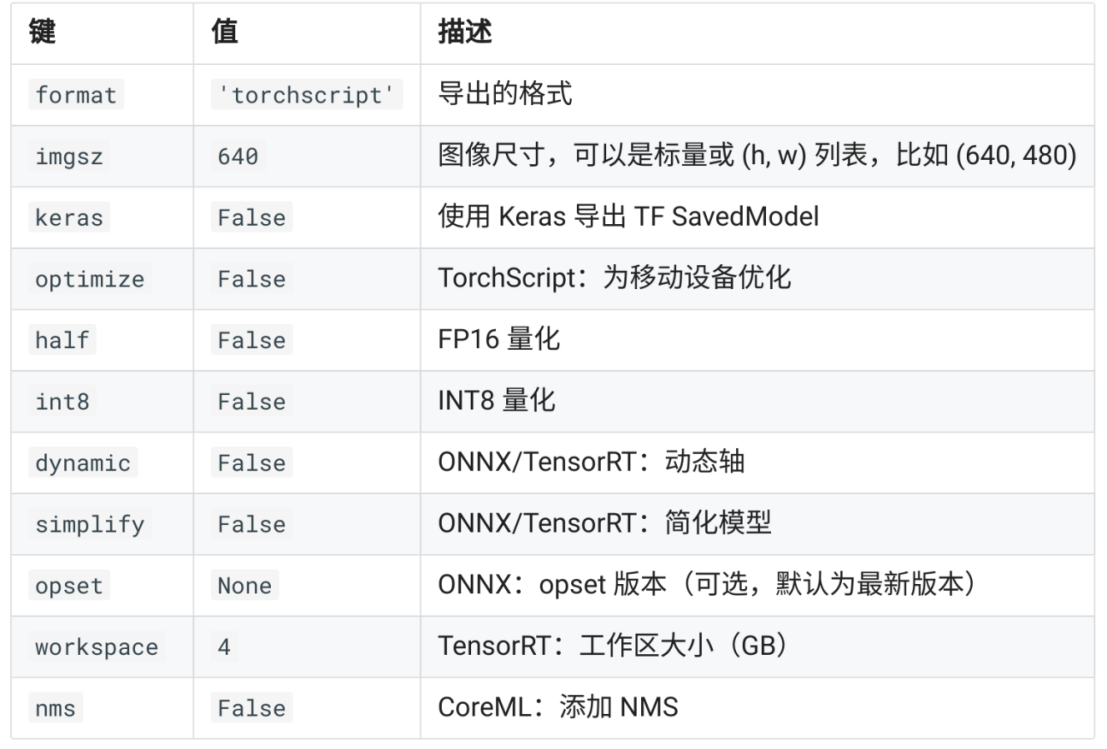 键 值 描述
format 'torchscript' 导出的格式
imgsz 640 图像尺寸，可以是标量或 (h, w) 列表，比如 (640, 480)
keras False 使用 Keras 导出 TF SavedModel
optimize False TorchScript：为移动设备优化
half False FP16 量化
int8 False INT8 量化
dynamic False ONNX/TensorRT：动态轴
simplify False ONNX/TensorRT：简化模型
opset None ONNX：opset 版本（可选，默认为最新版本）
workspace 4 TensorRT：工作区大小（GB）
nms False CoreML：添加 NMS